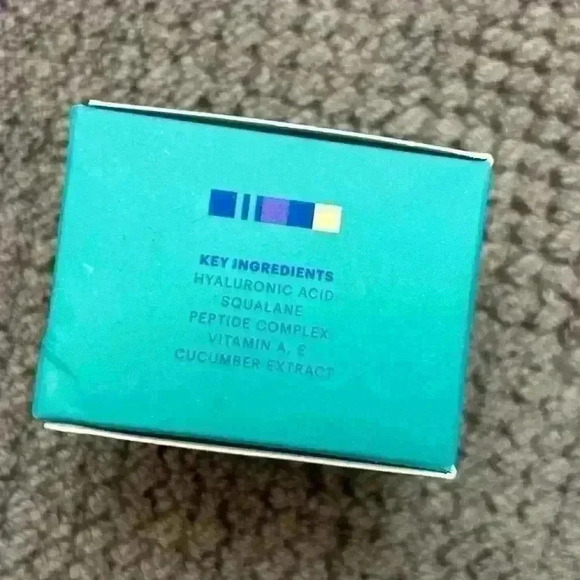 KEY INGREDIENTS
HYALURONIC ACID
SQUALANE
PEPTIDE COMPLEX
VITAMIN A, E
CUCUMBER EXTRACT